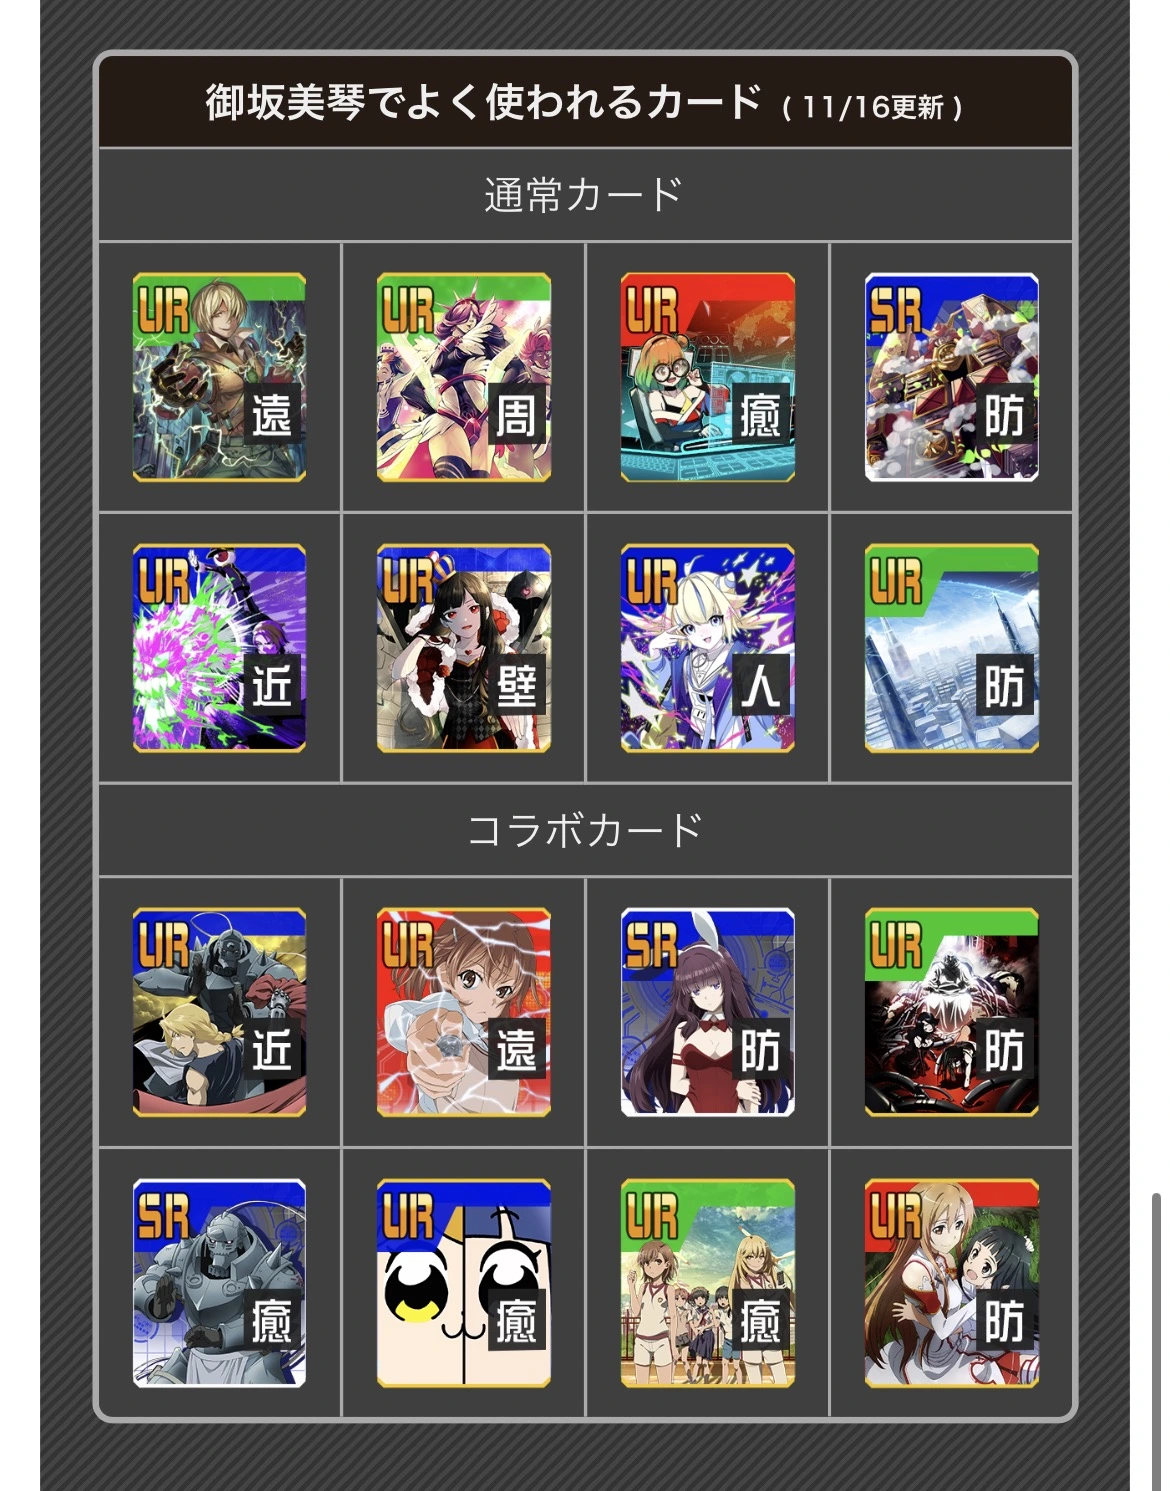 御坂美琴でよく使われるカード ( 11/16更新 )
通常カード
UR UR UR SR
遠 周 癒 防
UR UR UR UR
近 壁 人 防
コラボカード
UR UR SR UR
近 遠 防 防
SR UR UR UR
癒 癒 癒 防